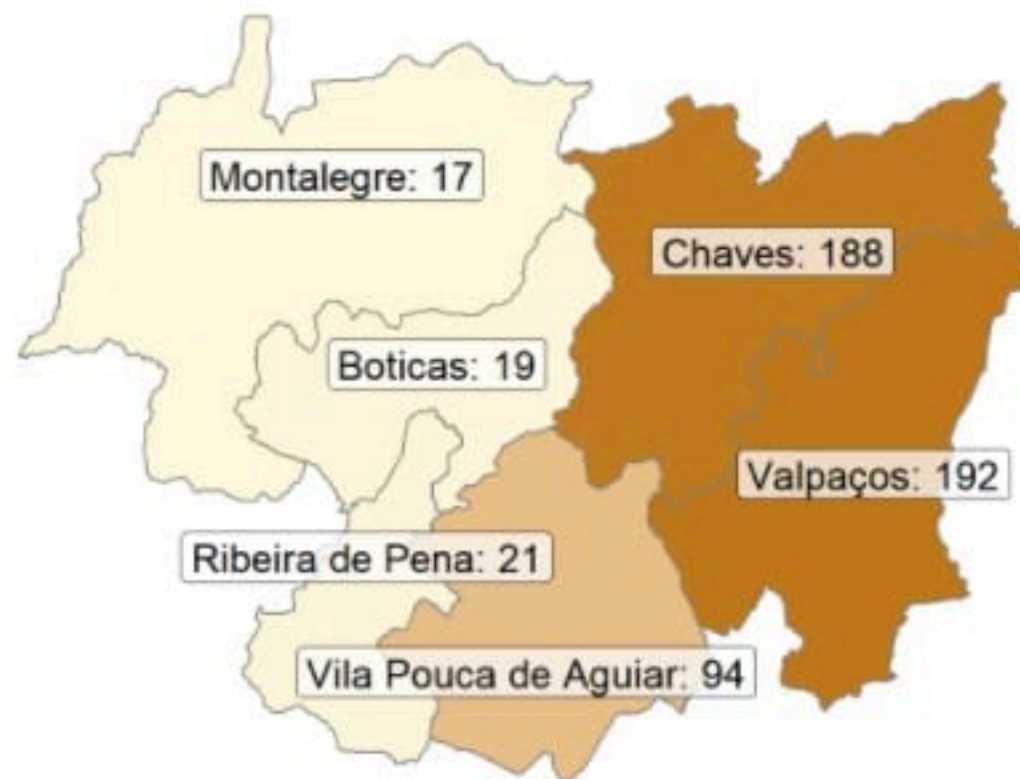 Montalegre: 17
Chaves: 188
Boticas: 19
Valpaços: 192
Ribeira de Pena: 21
Vila Pouca de Aguiar: 94